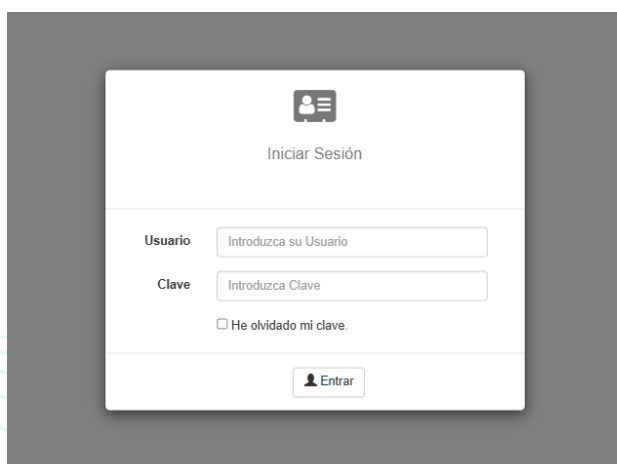 Iniciar Sesión
Usuario Introduzca su Usuario
Clave Introduzca Clave
He olvidado mi clave.
Entrar